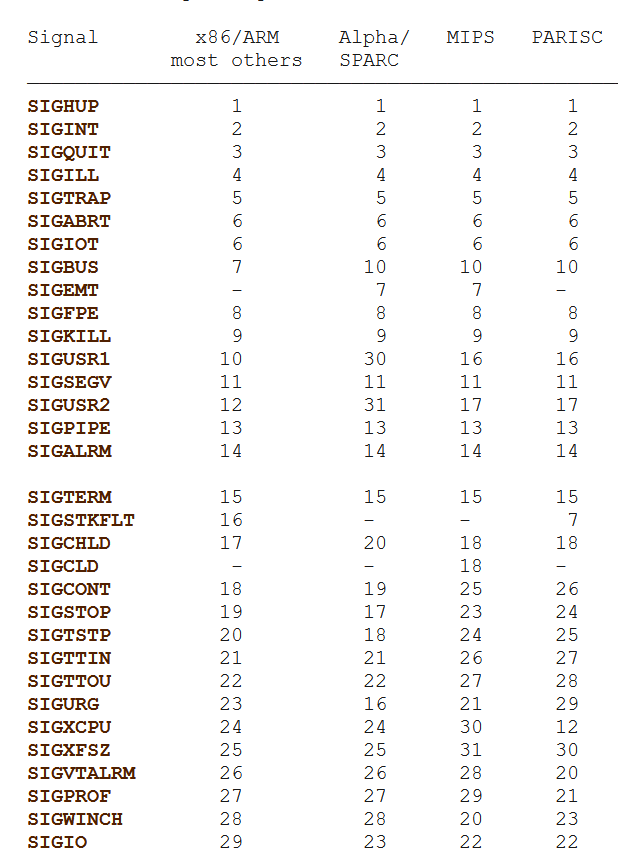 Signal x86/ARM Alpha/ MIPS PARISC
most others SPARC
SIGHUP 1 1 1 1
SIGINT 2 2 2 2
SIGQUIT 3 3 3 3
SIGILL 4 4 4 4
SIGTRAP 5 5 5 5
SIGABRT 6 6 6 6
SIGIOT 6 6 6 6
SIGBUS 7 10 10 10
SIGEMT - 7 7 -
SIGFPE 8 8 8 8
SIGKILL 9 9 9 9
SIGUSR1 10 30 16 16
SIGSEGV 11 11 11 11
SIGUSR2 12 31 17 17
SIGPIPE 13 13 13 13
SIGALRM 14 14 14 14
SIGTERM 15 15 15 15
SIGSTKFLT 16 - - 7
SIGCHLD 17 20 18 18
SIGCLD - - 18 -
SIGCONT 18 19 25 26
SIGSTOP 19 17 23 24
SIGTSTP 20 18 24 25
SIGTTIN 21 21 26 27
SIGTTOU 22 22 27 28
SIGURG 23 16 21 29
SIGXCPU 24 24 30 12
SIGXFSZ 25 25 31 30
SIGVTALRM 26 26 28 20
SIGPROF 27 27 29 21
SIGWINCH 28 28 20 23
SIGIO 29 23 22 22